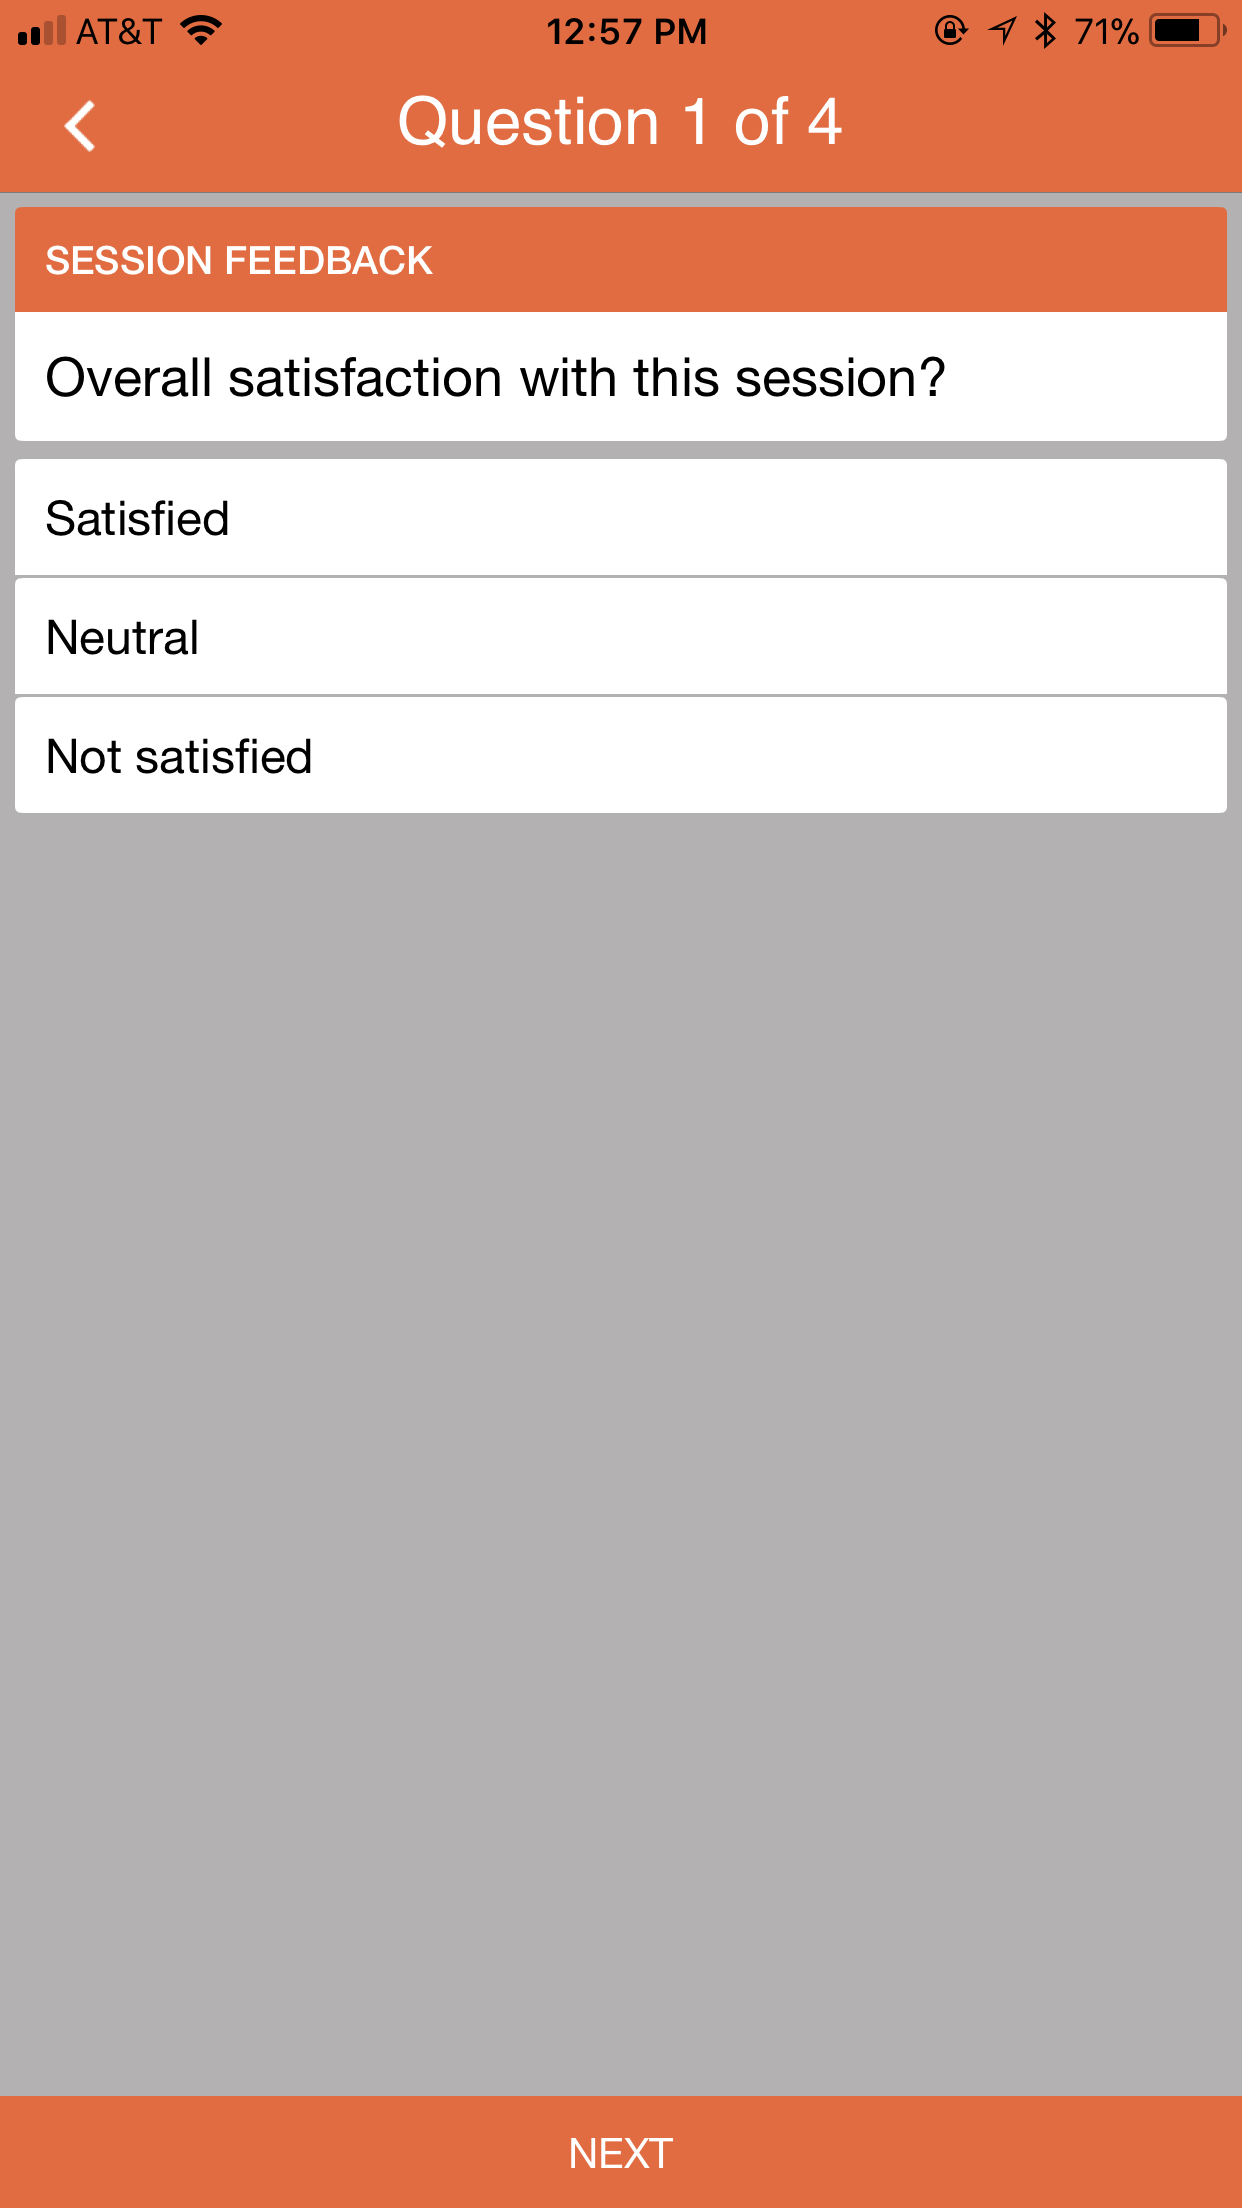 AT&T 12:57 PM 71%
Question 1 of 4
SESSION FEEDBACK
Overall satisfaction with this session?
Satisfied
Neutral
Not satisfied
NEXT